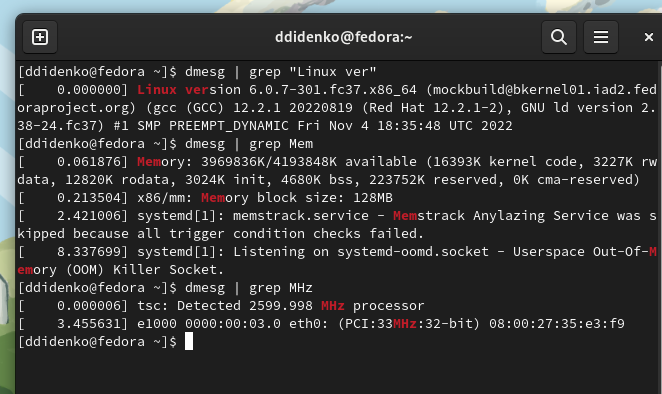 ddidenko@fedora:~
[ddidenko@fedora ~]$ dmesg | grep "Linux ver"
[    0.000000] Linux version 6.0.7-301.fc37.x86_64 (mockbuild@bkernel01.iad2.fed
oraproject.org) (gcc (GCC) 12.2.1 20220819 (Red Hat 12.2.1-2), GNU ld version 2.
38-24.fc37) #1 SMP PREEMPT_DYNAMIC Fri Nov 4 18:35:48 UTC 2022
[ddidenko@fedora ~]$ dmesg | grep Mem
[    0.061876] Memory: 3969836K/4193848K available (16393K kernel code, 3227K rw
data, 12820K rodata, 3024K init, 4680K bss, 223752K reserved, 0K cma-reserved)
[    0.213504] x86/mm: Memory block size: 128MB
[    2.421006] systemd[1]: memstrack.service - Memstrack Anylazing Service was s
kipped because all trigger condition checks failed.
[    8.337699] systemd[1]: Listening on systemd-oomd.socket - Userspace Out-Of-M
emory (OOM) Killer Socket.
[ddidenko@fedora ~]$ dmesg | grep MHz
[    0.000006] tsc: Detected 2599.998 MHz processor
[    3.455631] e1000 0000:00:03.0 eth0: (PCI:33MHz:32-bit) 08:00:27:35:e3:f9
[ddidenko@fedora ~]$